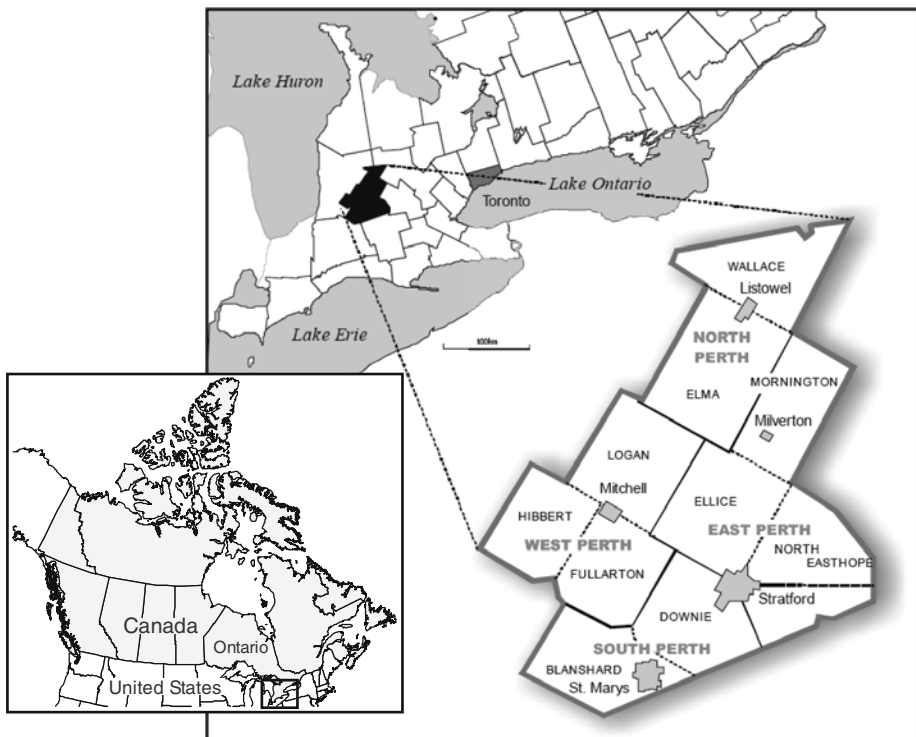 Lake Huron
Lake Ontario
Toronto
Lake Erie
100km
WALLACE
Listowel
NORTH
PERTH
MORNINGTON
ELMA
Milverton
LOGAN
Mitchell
ELLICE
HIBBERT
EAST PERTH
WEST PERTH
NORTH
EASTHOPE
FULLARTON
Stratford
DOWNIE
SOUTH PERTH
BLANSHARD
St. Marys
Canada
Ontario
United States